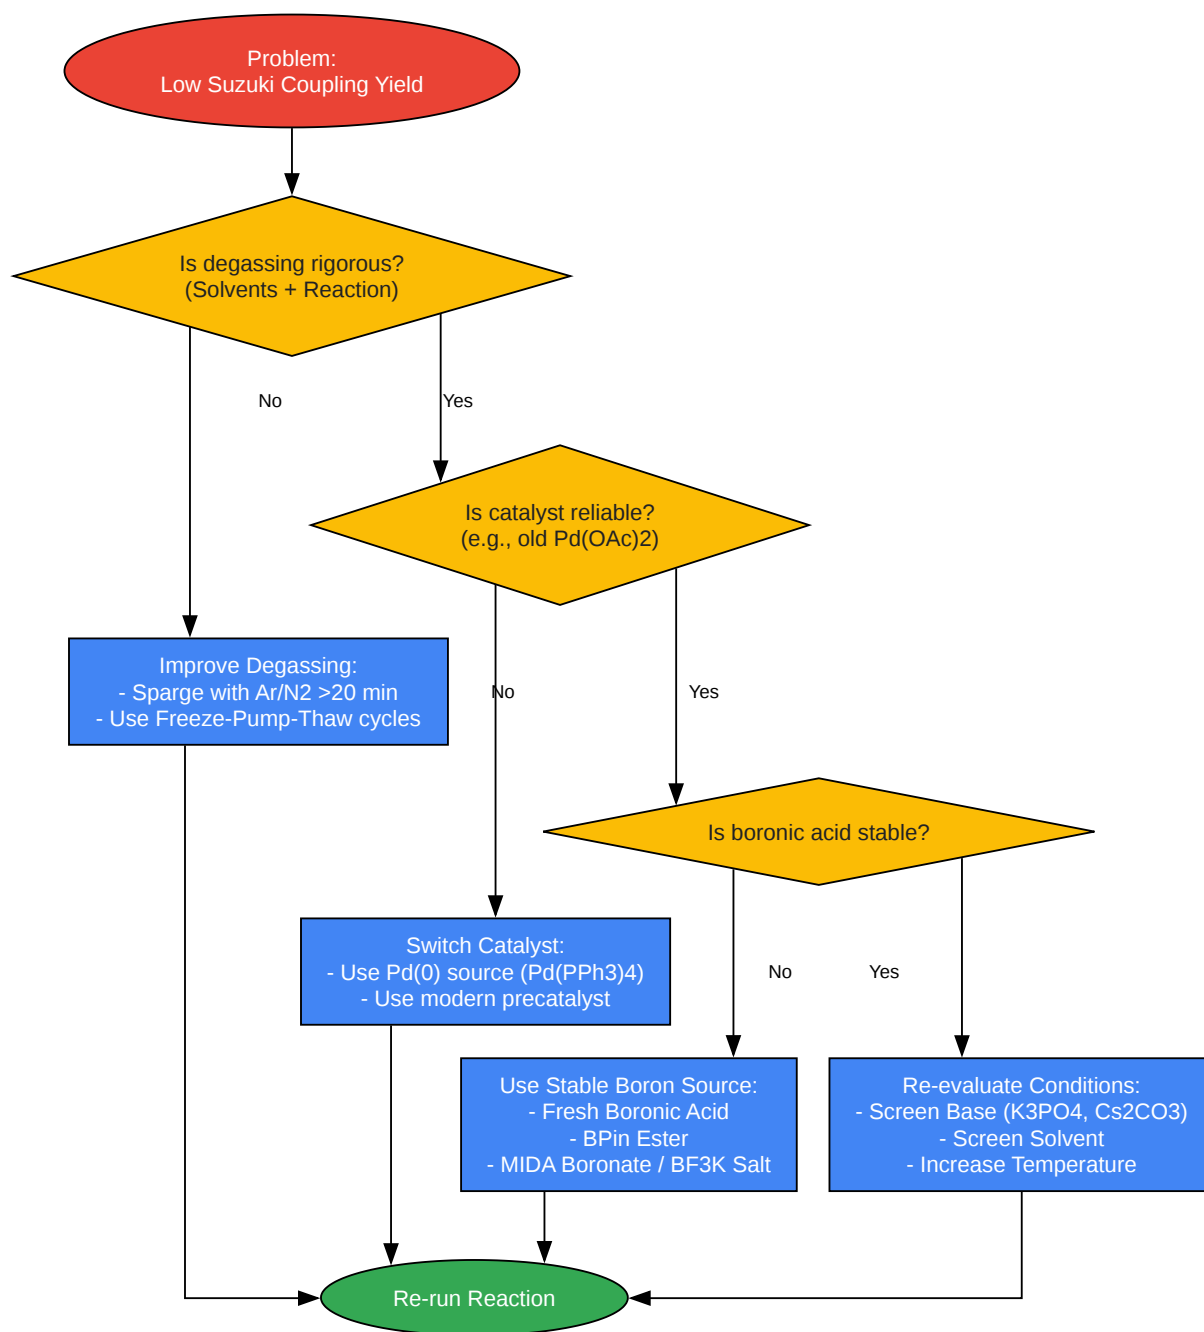 Problem:
Low Suzuki Coupling Yield
Is degassing rigorous?
(Solvents + Reaction)
No
Yes
Is catalyst reliable?
(e.g., old Pd(OAc)2)
Improve Degassing:
- Sparge with Ar/N2 >20 min
- Use Freeze-Pump-Thaw cycles
No
Yes
Is boronic acid stable?
Switch Catalyst:
- Use Pd(0) source (Pd(PPh3)4)
- Use modern precatalyst
No
Yes
Use Stable Boron Source:
- Fresh Boronic Acid
- BPin Ester
- MIDA Boronate / BF3K Salt
Re-evaluate Conditions:
- Screen Base (K3PO4, Cs2CO3)
- Screen Solvent
- Increase Temperature
Re-run Reaction